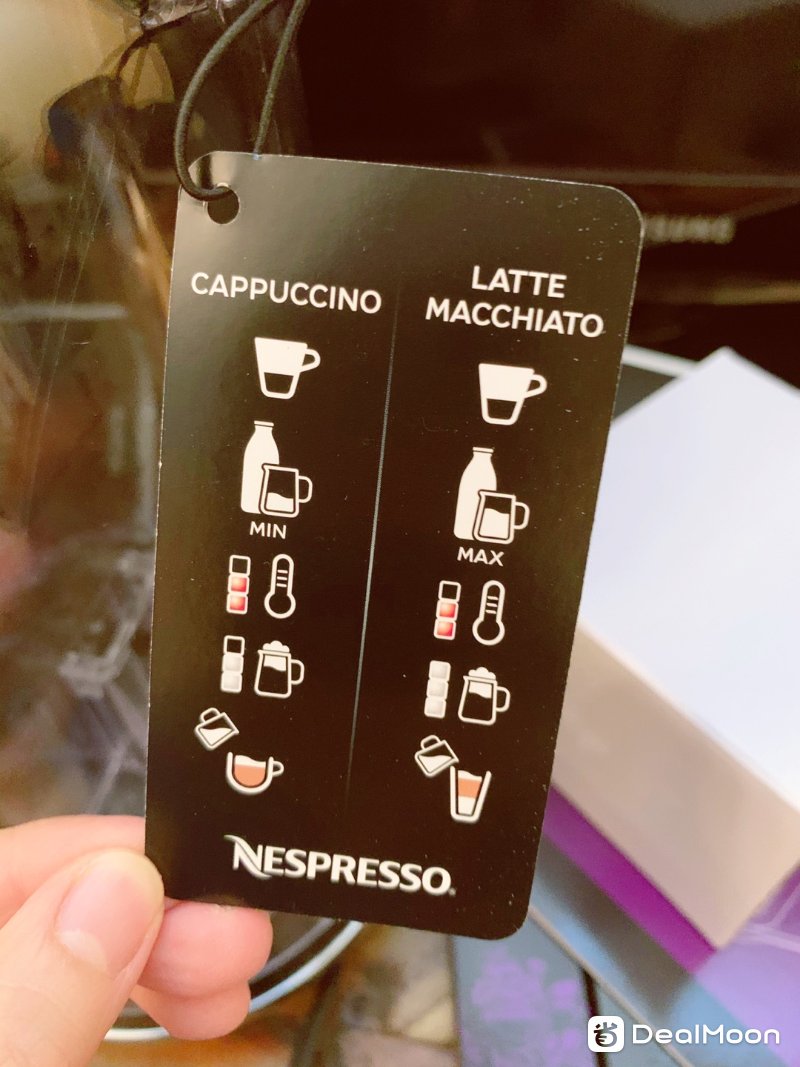 CAPPUCCINO
LATTE
MACCHIATO
MIN
MAX
NESPRESSO.
DealMoon